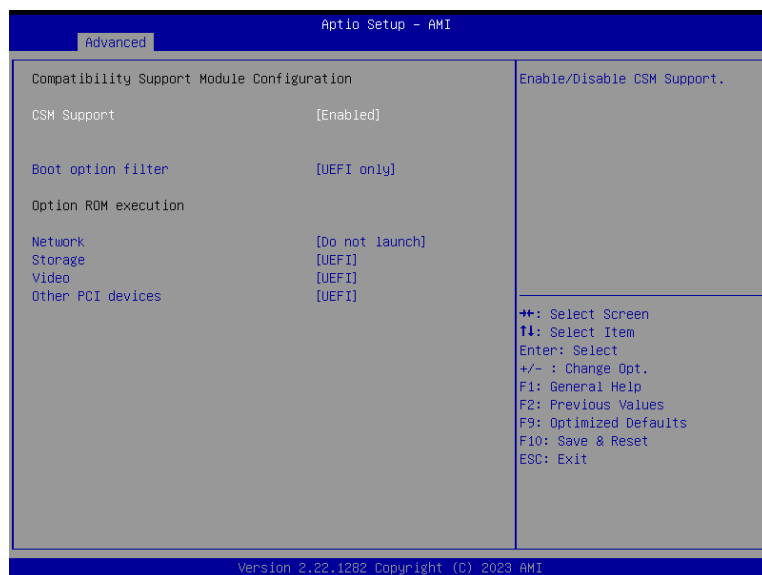 Aptio Setup - AMI
Advanced
Compatibility Support Module Configuration
CSM Support [Enabled]
Boot option filter [UEFI only]
Option ROM execution
Network [Do not launch]
Storage [UEFI]
Video [UEFI]
Other PCI devices [UEFI]
Enable/Disable CSM Support.
→←: Select Screen
↑↓: Select Item
Enter: Select
+/- : Change Opt.
F1: General Help
F2: Previous Values
F9: Optimized Defaults
F10: Save & Reset
ESC: Exit
Version 2.22.1282 Copyright (C) 2023 AMI